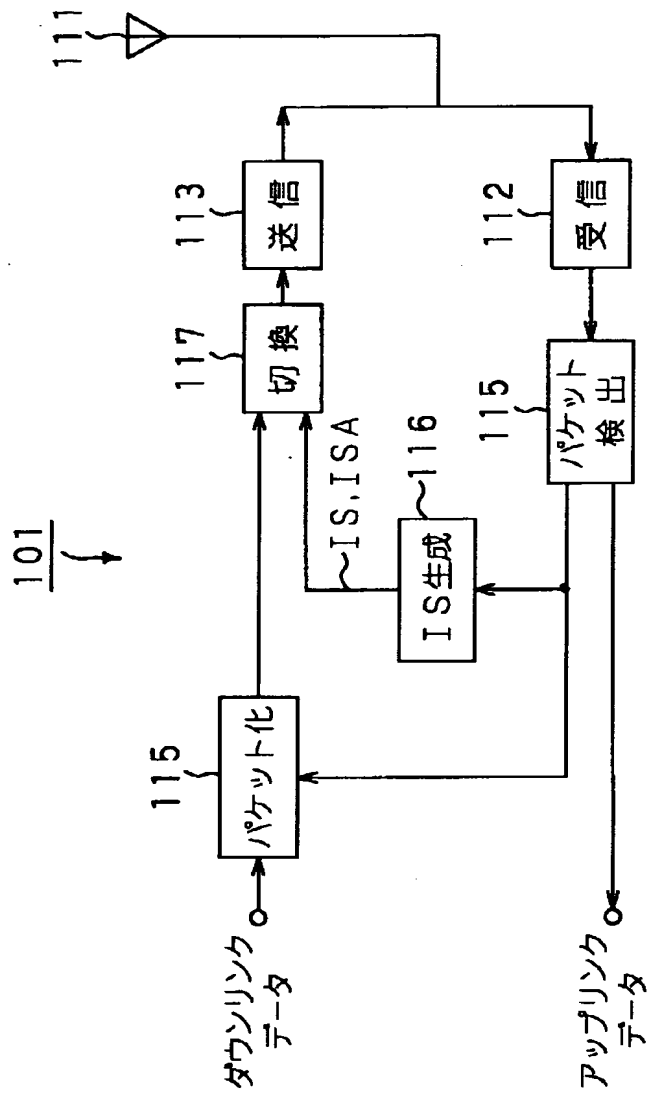 101
ダウンリンク
データ
115
パケット化
117
切換
113
送信
111
IS,ISA
116
IS生成
115
パケット
検出
112
受信
アップリンク
データ